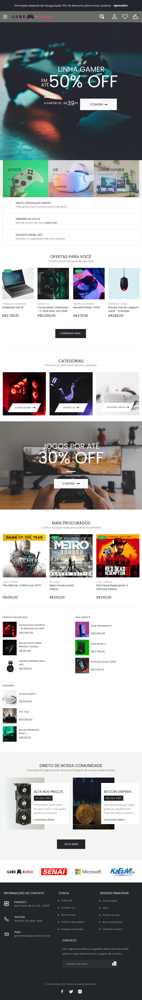 Promoção especial de inauguração! 10% de desconto para novos usuários - Aproveite!
GAME MANIA
0
LINHA GAMER
EM ATÉ 50% OFF
A PARTIR DE R$39 99
CONFIRA
JOGOS
PRODUTOS
CONFERIR
VR
13 PRODUTOS
CONFERIR
LINHA GAMER
38 PRODUTOS
CONFERIR
FRETE E DEVOLUÇÃO GRÁTIS
Frete gratis para compras acima de R$100
DINHEIRO DE VOLTA
100% de dinheiro de volta, saiba mais
SUPORTE ONLINE 24/7
Dúvidas ou sugestões? Fale com a gente
OFERTAS PARA VOCÊ
Confira as promoções da semana
OFERTA
ELETRÔNICOS, NOTEBOOKS
Notebook Dell i5
R$2.789,10
GAMER, PC'S
Computador Detonator
- i7, 8GB RAM, GTX 1960
R$5.090,56
OFERTA
20% OFF
PERIFÉRICOS, HEADSETS
Headset Razer Triton
R$479,90
PERIFÉRICOS, MOUSE
Mouse Gamer Logitech
G420 - 6 Botões
R$249,00
CARREGAR MAIS...
CATEGORIAS
Procure o produto ideal pela sua categoria
COMPUTADORES
PERIFÉRICOS
REALIDADE VIRTUAL
JOGOS POR ATÉ
30% OFF
CONFIRA
MAIS PROCURADOS
Confira os jogos mais procurados da semana
GAME OF THE YEAR
EDITION
THE WITCHER
WILD HUNT
AÇÃO, AVENTURA
The Witcher 3 Wild Hunt GOTY
R$200,00
HOT
GOLD EDITION
METRO
EXODUS
HANCED EDITION
FPS, AÇÃO
Metro Exodus Gold
Edition
R$200,00
HOT
ULTIMATE EDITION
RED DEAD
REDEMPTION II
AÇÃO , AVENTURA
Red Dead Redemption 2
Ultimate Edition
R$250,00
PRODUTOS EM DESTAQUE
Computador Goliathus
- i5 8GB RAM GTX 1960
R$3.999,90
Mouse Gamer Razer
Mamba 7 botões
R$289,90
Headset Wireless Astro
A50
R$1799,90
MAIS VENDIDOS
Sony PlayStation 5
R$5.699,90
Xbox Series X
R$5.799,90
Nintendo Switch 32GB
R$2.149.90
NOVIDADES
Oculus Quest 2
R$3199,90
HTC Vive
R$5299,90
Mouse Steelseries
Rival 3
R$699,90
DIRETO DE NOSSA COMUNIDADE
Acompanhe algumas de nossas portagens de nossas redes sociais
ALTA NOS PREÇOS
07-OUT-2021
GPUs estão mais caras
do que nunca, mas quais
serão os motivos?
CONTINUE LENDO
BITCOIN DISPARA
06-OUT-2021
Alta demanda por chips
gráficos resultam em
falta de chips e alta no...
CONTINUE LENDO
VEJA MAIS
GAME MANIA
SENAI
Microsoft
KaBuM!
www.kabum.com.br
INFORMAÇÕES DE CONTATO
ENDEREÇO
Rua Fulano de Tal, 123 - SP/SP
TELEFONE
Gratuito (11) 3456-7890
EMAIL
gamemania@contato.com.br
CONTA
Sobre nós
Contate-nos
Minha Conta
Histórico de pedidos
Pesquisa avançada
SESSÕES PRINCIPAIS
Comunidade
Filiais
Próximo a você
Banco de talentos
Trabalhe conosco
CONTATO
Tem alguma dúvida ou sugestão, entre com seu email
abaixo e seja redirecionado à pagina de contato.
Endereço de email...
© GameMania. 2021. Todos os direitos reservados